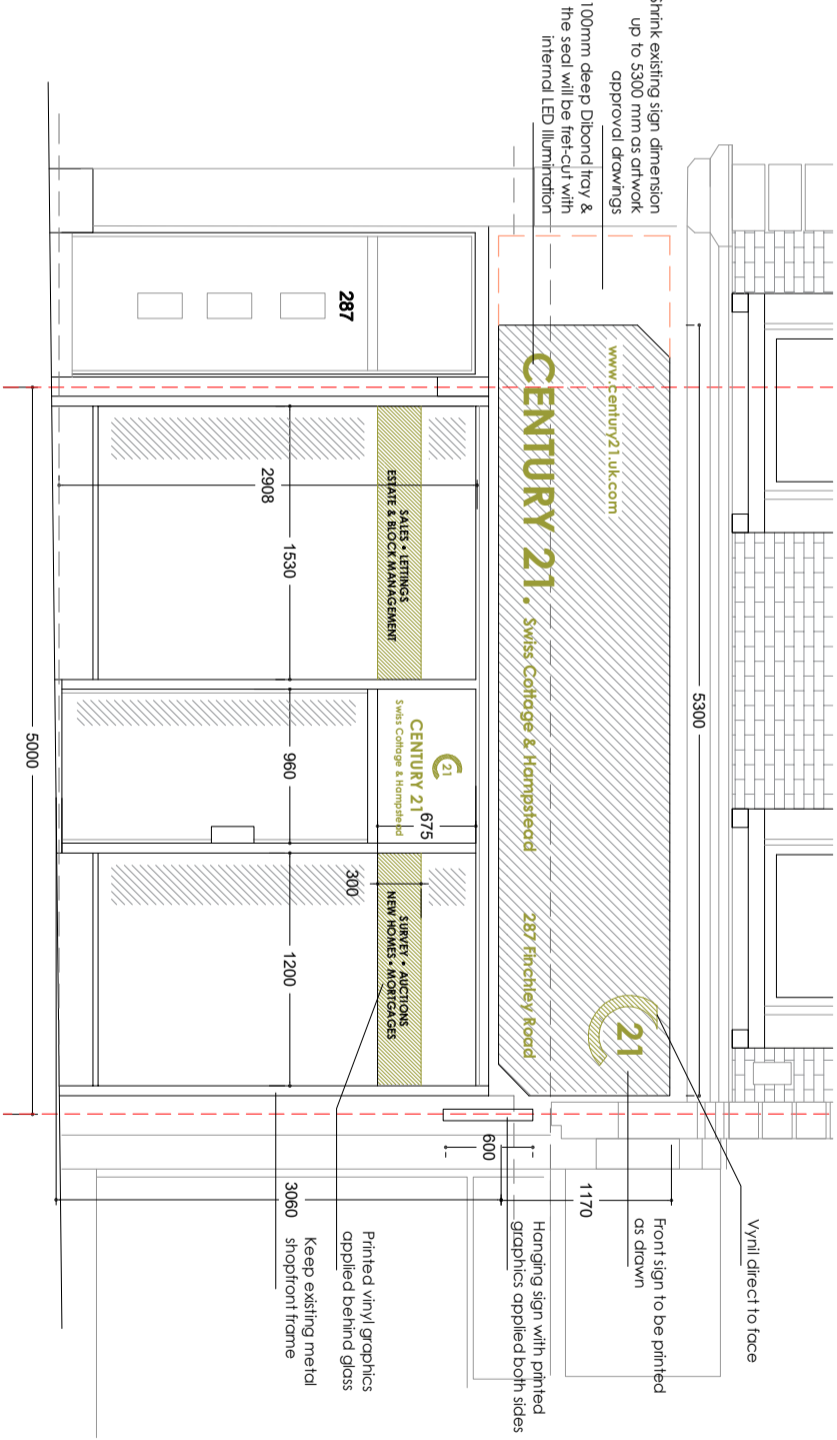 Shrink existing sign dimension
up to 5300 mm as artwork
approval drawings
100mm deep Dibond tray &
the seal will be fret-cut with
internal LED Illumination
5300
www.century21.uk.com
CENTURY 21. Swiss Cottage & Hampstead 287 Finchley Road
21
Vynil direct to face
Front sign to be printed
as drawn
1170
Hanging sign with printed
graphics applied both sides
600
287
SALES • LETTINGS
ESTATE & BLOCK MANAGEMENT
21
CENTURY 21
Swiss Cottage & Hampstead
675
SURVEY • AUCTIONS
NEW HOMES • MORTGAGES
300
2908
1530
960
1200
3060
Printed vinyl graphics
applied behind glass
Keep existing metal
shopfront frame
5000